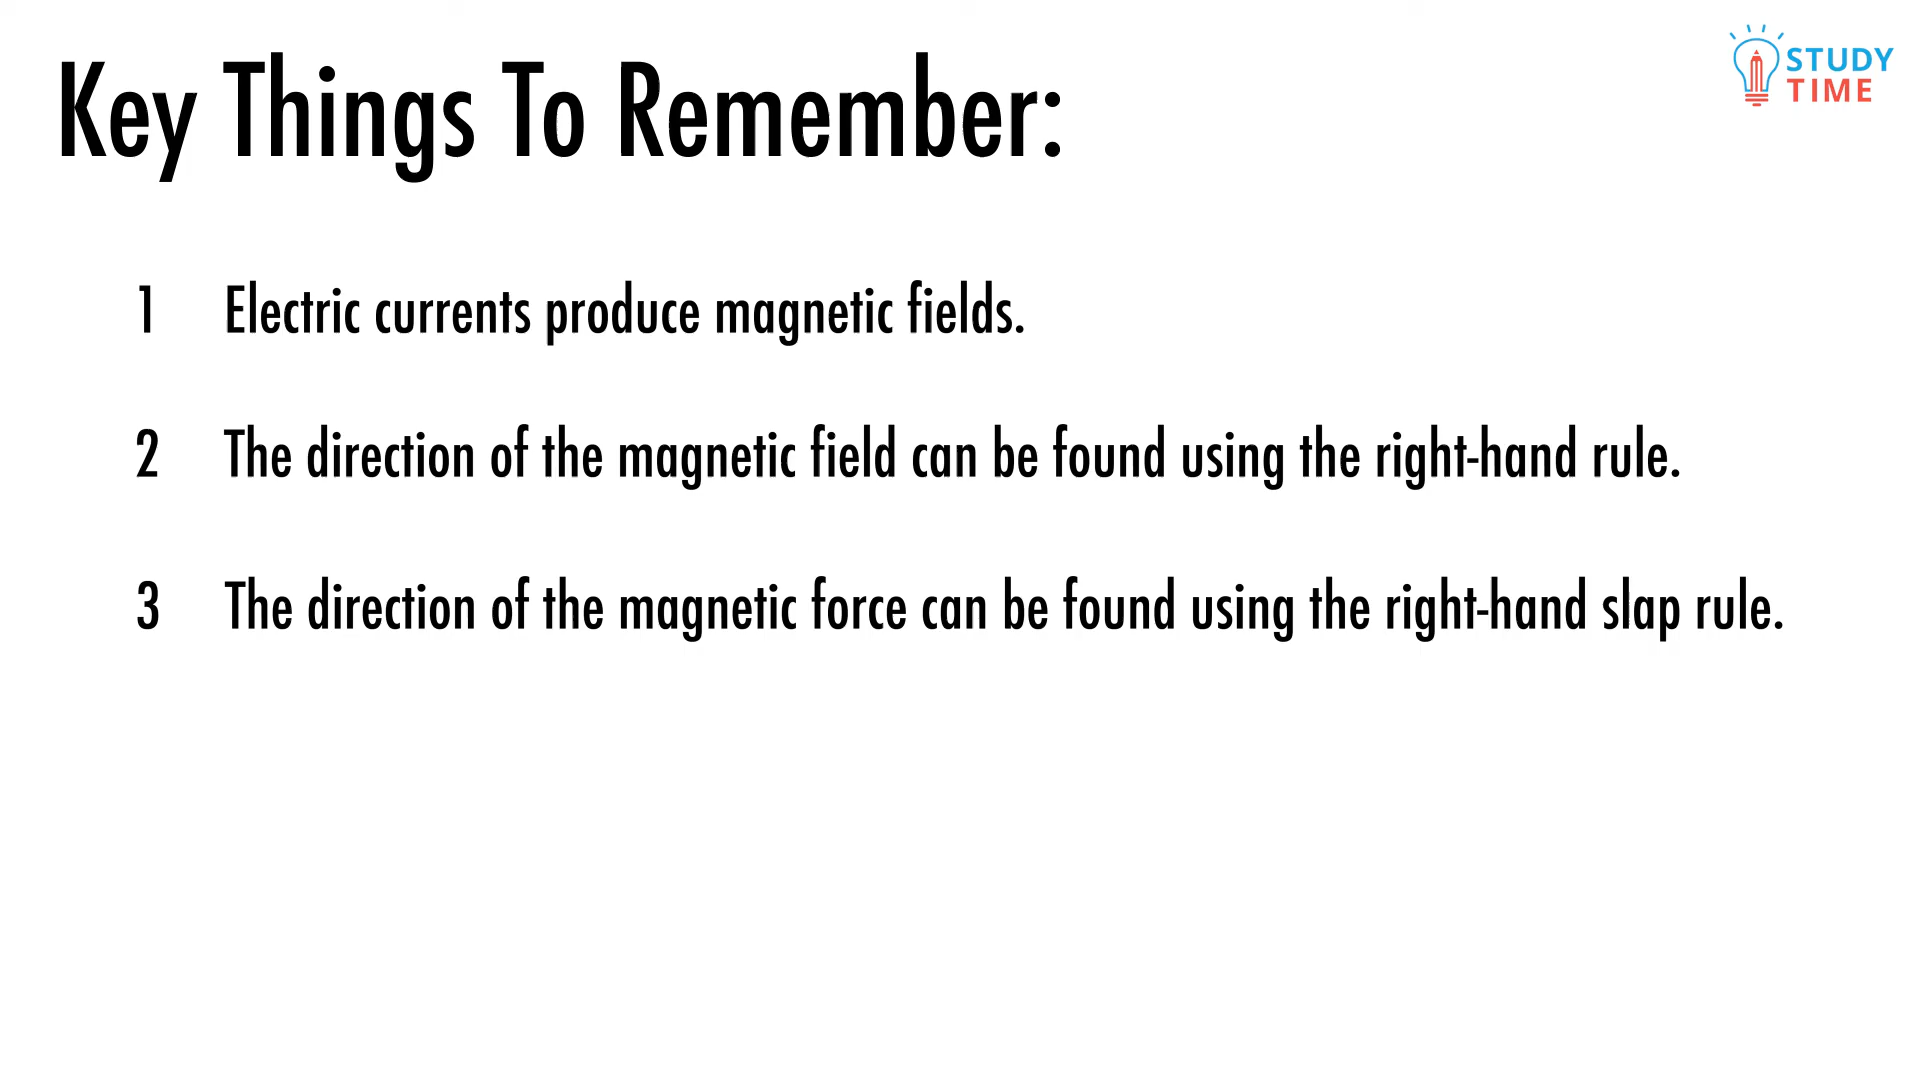 Key Things To Remember:
STUDY
TIME
1 Electric currents produce magnetic fields.
2 The direction of the magnetic field can be found using the right-hand rule.
3 The direction of the magnetic force can be found using the right-hand slap rule.